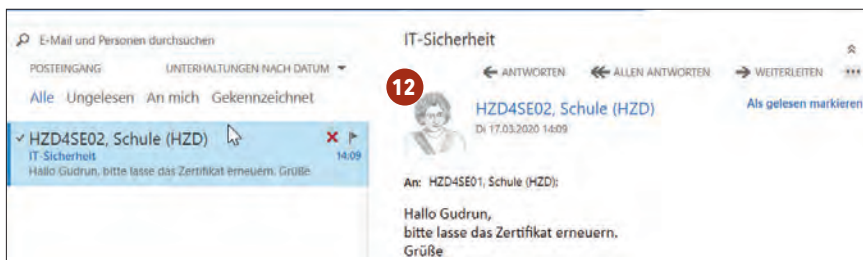 E-Mail und Personen durchsuchen
POSTEINGANG UNTERHALTUNGEN NACH DATUM
Alle Ungelesen An mich Gekennzeichnet
HZD4SE02, Schule (HZD)
IT-Sicherheit 14:09
Hallo Gudrun, bitte lasse das Zertifikat erneuern. Grüße
IT-Sicherheit
ANTWORTEN ALLEN ANTWORTEN WEITERLEITEN
12
HZD4SE02, Schule (HZD) Als gelesen markieren
Di 17.03.2020 14:09
An: HZD4SE01, Schule (HZD);
Hallo Gudrun,
bitte lasse das Zertifikat erneuern.
Grüße